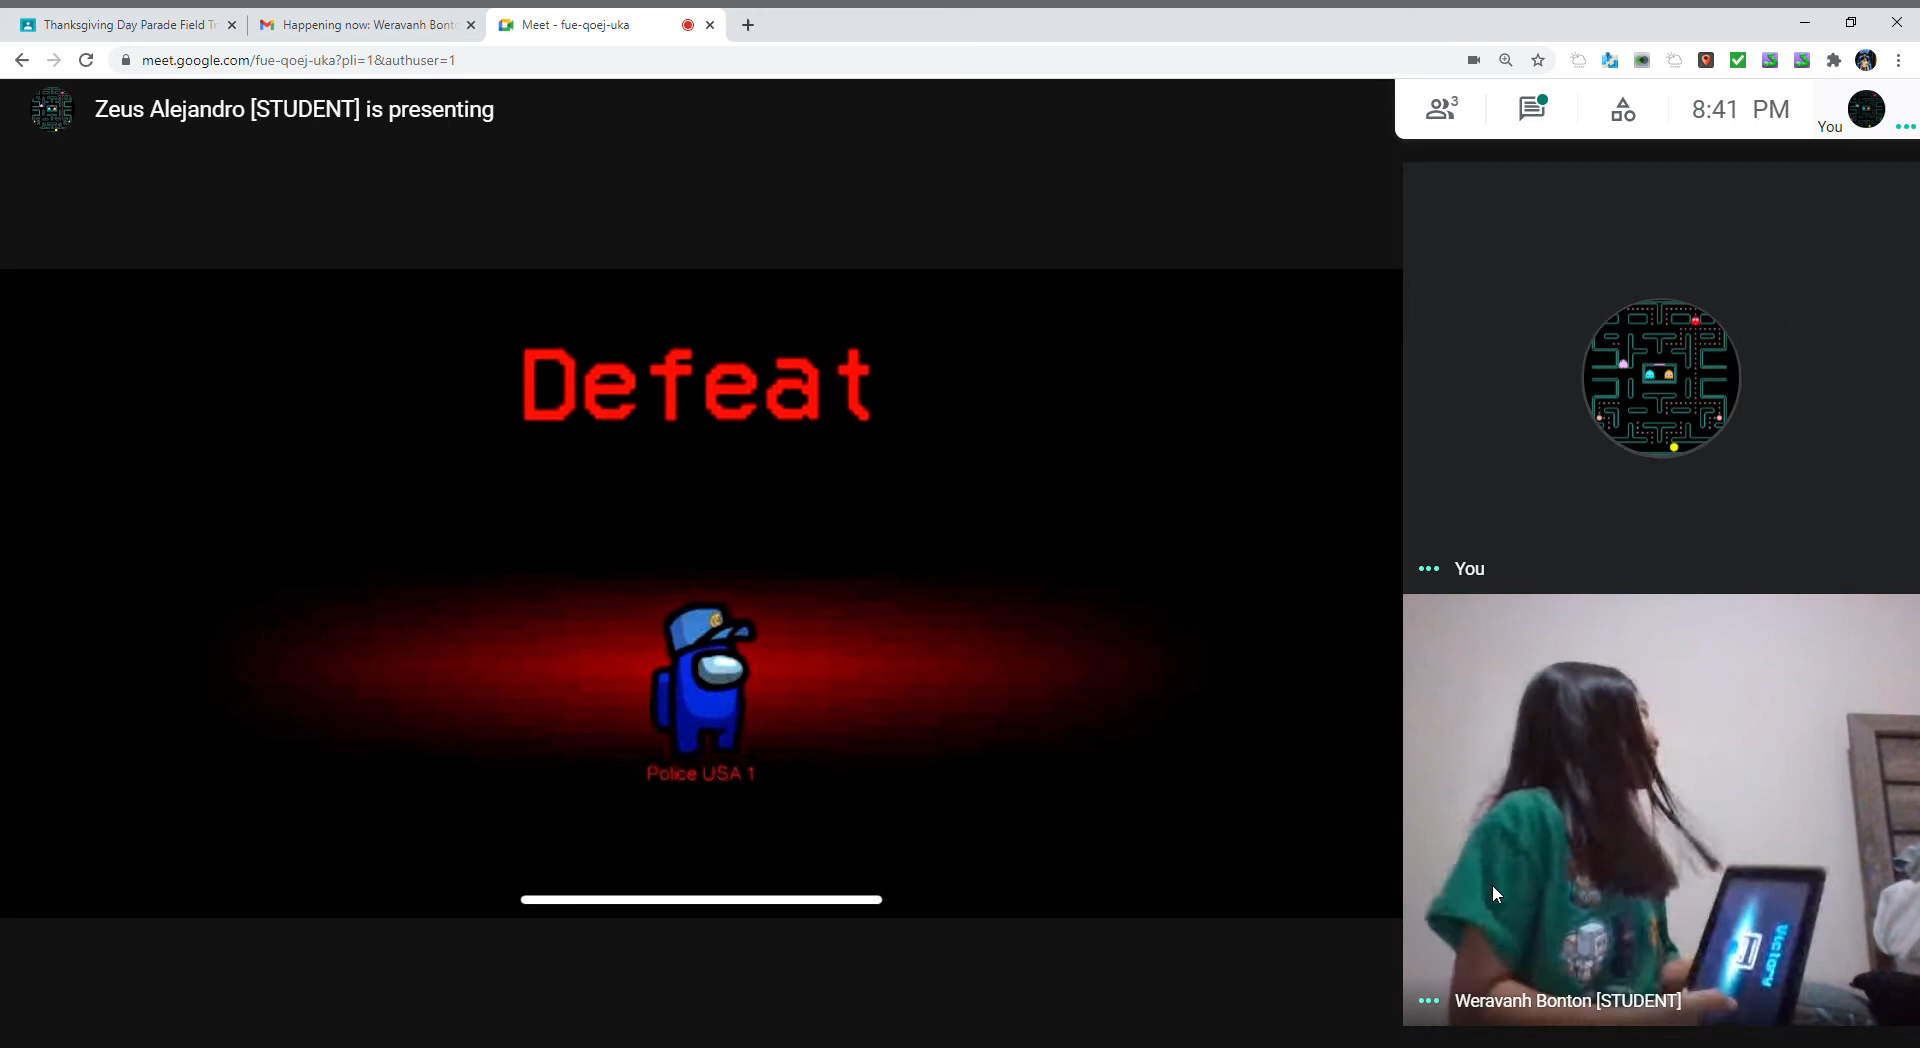 Thanksgiving Day Parade Field Tr
Happening now: Weravanh Bont
Meet - fue-qoej-uka
meet.google.com/fue-qoej-uka?pli=1&authuser=1
Zeus Alejandro [STUDENT] is presenting
3
8:41 PM
You
Defeat
Police USA 1
You
Victory
Weravanh Bonton [STUDENT]